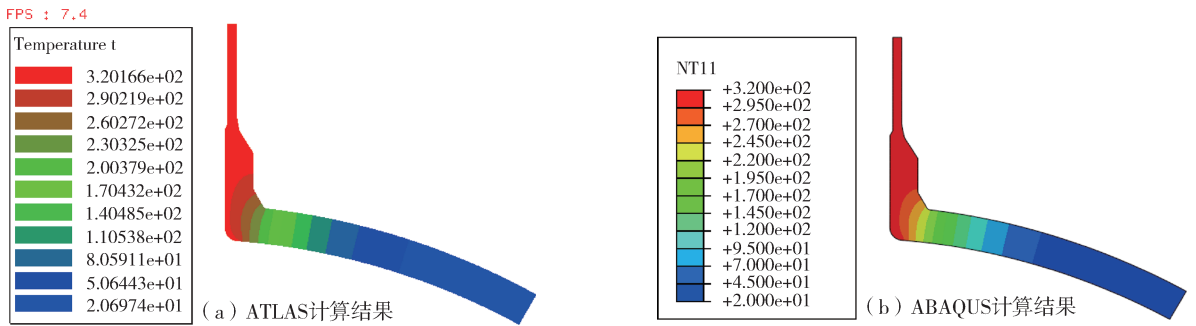 FPS : 7.4
Temperature t
3.20166e+02
2.90219e+02
2.60272e+02
2.30325e+02
2.00379e+02
1.70432e+02
1.40485e+02
1.10538e+02
8.05911e+01
5.06443e+01
2.06974e+01
（a）ATLAS计算结果
NT11
+3.200e+02
+2.950e+02
+2.700e+02
+2.450e+02
+2.200e+02
+1.950e+02
+1.700e+02
+1.450e+02
+1.200e+02
+9.500e+01
+7.000e+01
+4.500e+01
+2.000e+01
（b）ABAQUS计算结果